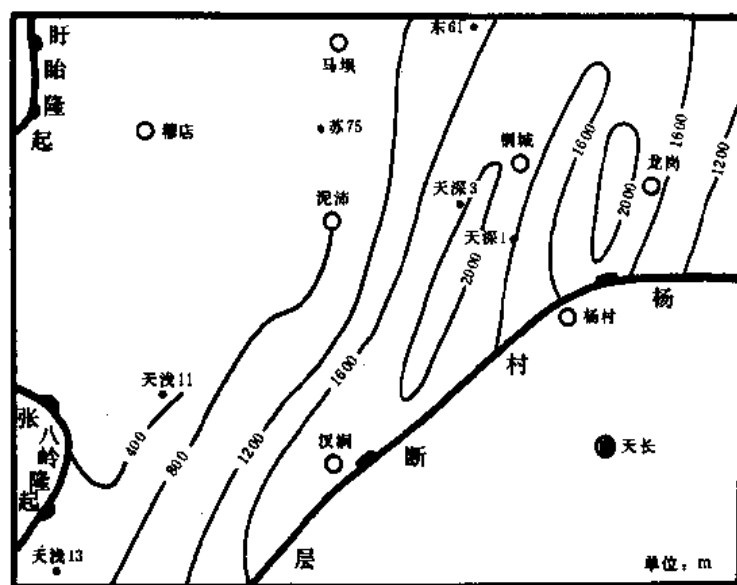 东61
盱眙隆起
马坝
苏75
铜城
1600
1600
龙岗
1200
天深3
2000
泥沛
天深1
2000
杨村断层
杨村
1600
天浅11
张八岭隆起
400
800
1200
汊涧
天长
天浅13
单位：m